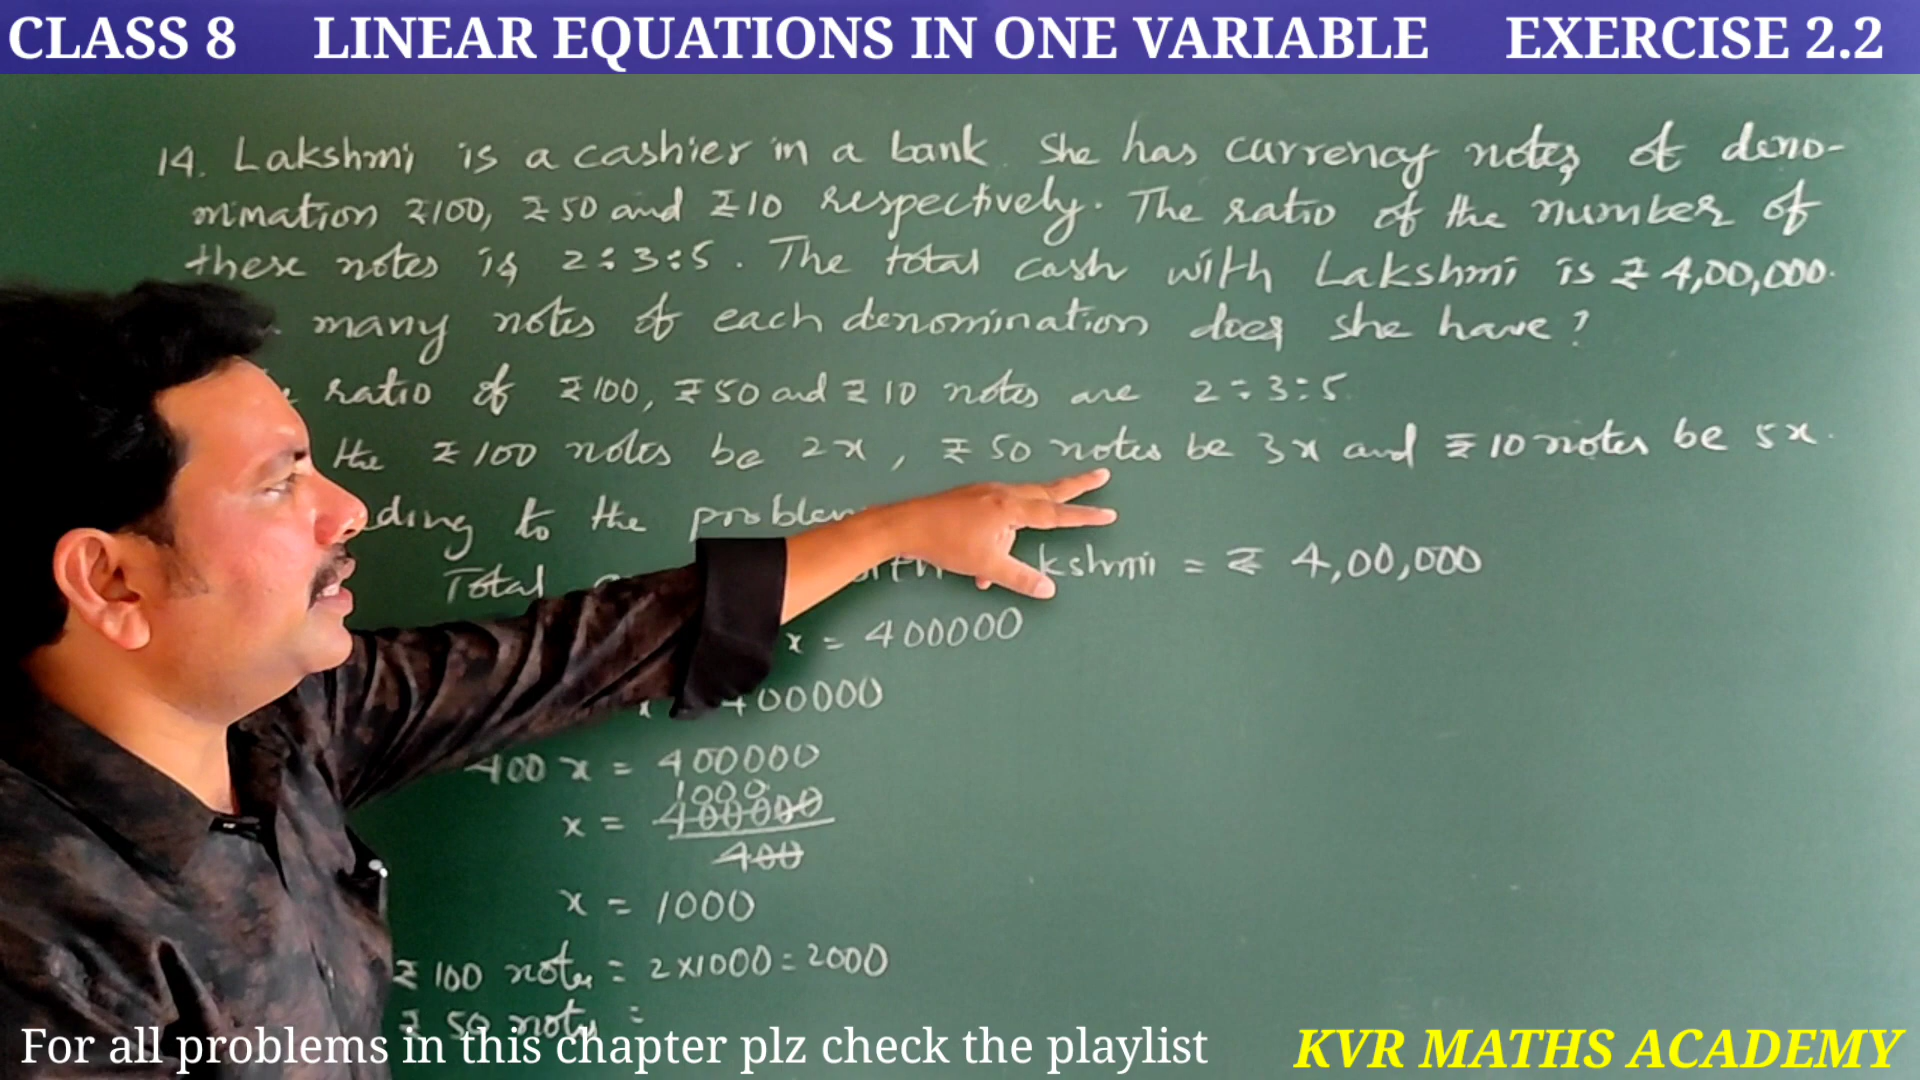 CLASS 8 LINEAR EQUATIONS IN ONE VARIABLE EXERCISE 2.2
14. Lakshmi is a cashier in a bank She has currency notes of deno-
mination ₹100, ₹50 and ₹10 respectively. The ratio of the number of
these notes is 2:3:5. The total cash with Lakshmi is ₹ 4,00,000.
many notes of each denomination does she have?
ratio of ₹100, ₹50 and ₹10 notes are 2:3:5.
the ₹100 notes be 2x, ₹50 notes be 3x and ₹10 notes be 5x.
ding to the problem
Total kshmi = ₹ 4,00,000
x = 400000
400000
400 x = 400000
1000
x = 400000
400
x = 1000
₹100 notes = 2×1000 = 2000
₹ 50 notes =
For all problems in this chapter plz check the playlist KVR MATHS ACADEMY